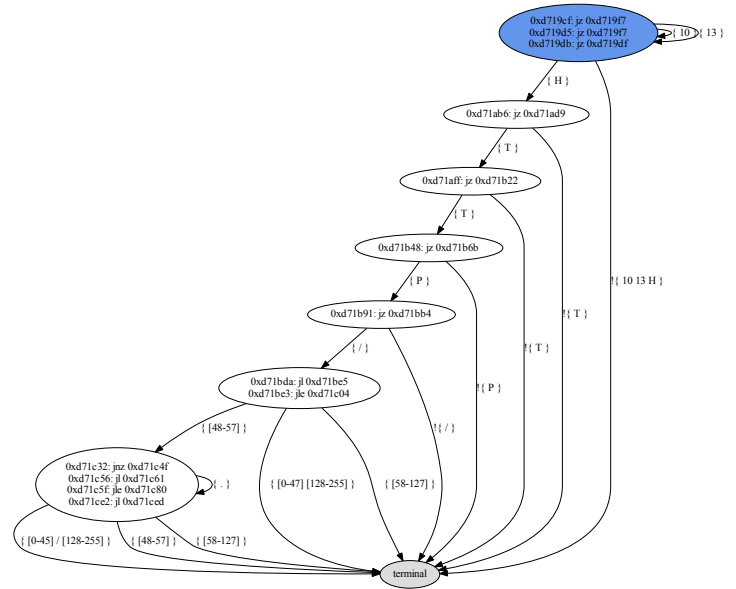 0xd719cf: jz 0xd719f7
0xd719d5: jz 0xd719f7
0xd719db: jz 0xd719df
{ 10 }
{ 13 }
{ H }
0xd71ab6: jz 0xd71ad9
{ T }
0xd71aff: jz 0xd71b22
{ T }
0xd71b48: jz 0xd71b6b
{ P }
!{ 10 13 H }
0xd71b91: jz 0xd71bb4
!{ T }
{ / }
!{ T }
0xd71bda: jl 0xd71be5
0xd71be3: jle 0xd71c04
!{ P }
{ [48-57] }
!{ / }
0xd71c32: jnz 0xd71c4f
0xd71c56: jl 0xd71c61
0xd71c5f: jle 0xd71c80
0xd71ce2: jl 0xd71ced
{ . }
{ [0-47] [128-255] }
{ [58-127] }
{ [0-45] / [128-255] }
{ [48-57] }
{ [58-127] }
terminal